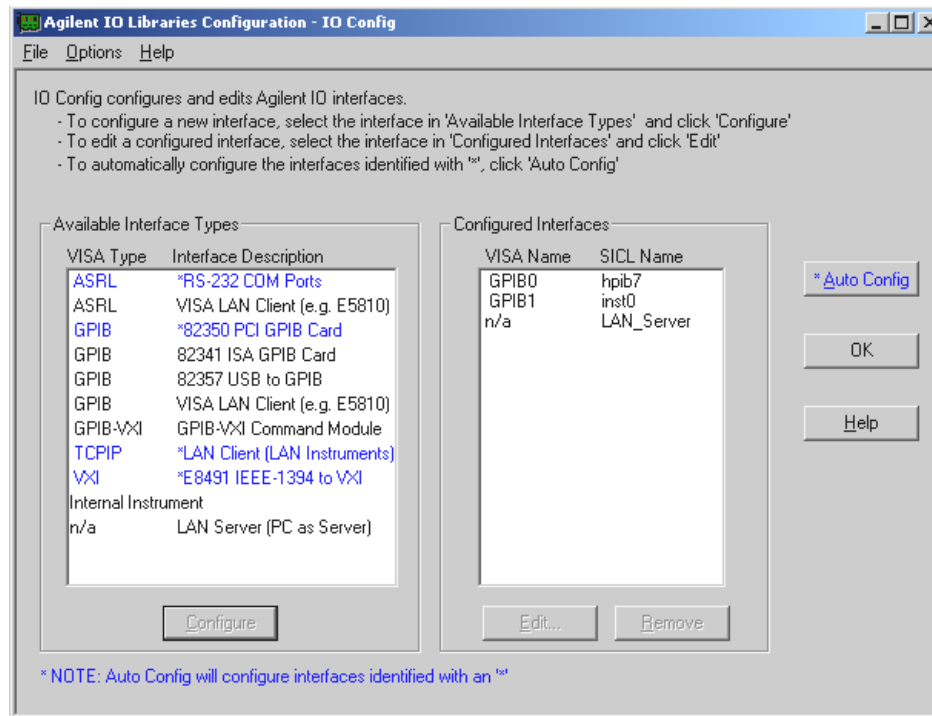 Agilent IO Libraries Configuration - IO Config
File Options Help
IO Config configures and edits Agilent IO interfaces.
- To configure a new interface, select the interface in 'Available Interface Types' and click 'Configure'
- To edit a configured interface, select the interface in 'Configured Interfaces' and click 'Edit'
- To automatically configure the interfaces identified with '*', click 'Auto Config'
Available Interface Types
VISA Type Interface Description
ASRL *RS-232 COM Ports
ASRL VISA LAN Client (e.g. E5810)
GPIB *82350 PCI GPIB Card
GPIB 82341 ISA GPIB Card
GPIB 82357 USB to GPIB
GPIB VISA LAN Client (e.g. E5810)
GPIB-VXI GPIB-VXI Command Module
TCPIP *LAN Client (LAN Instruments)
VXI *E8491 IEEE-1394 to VXI
Internal Instrument
n/a LAN Server (PC as Server)
Configure
Configured Interfaces
VISA Name SICL Name
GPIB0 hpib7
GPIB1 inst0
n/a LAN_Server
Edit... Remove
* Auto Config
OK
Help
* NOTE: Auto Config will configure interfaces identified with an '*'